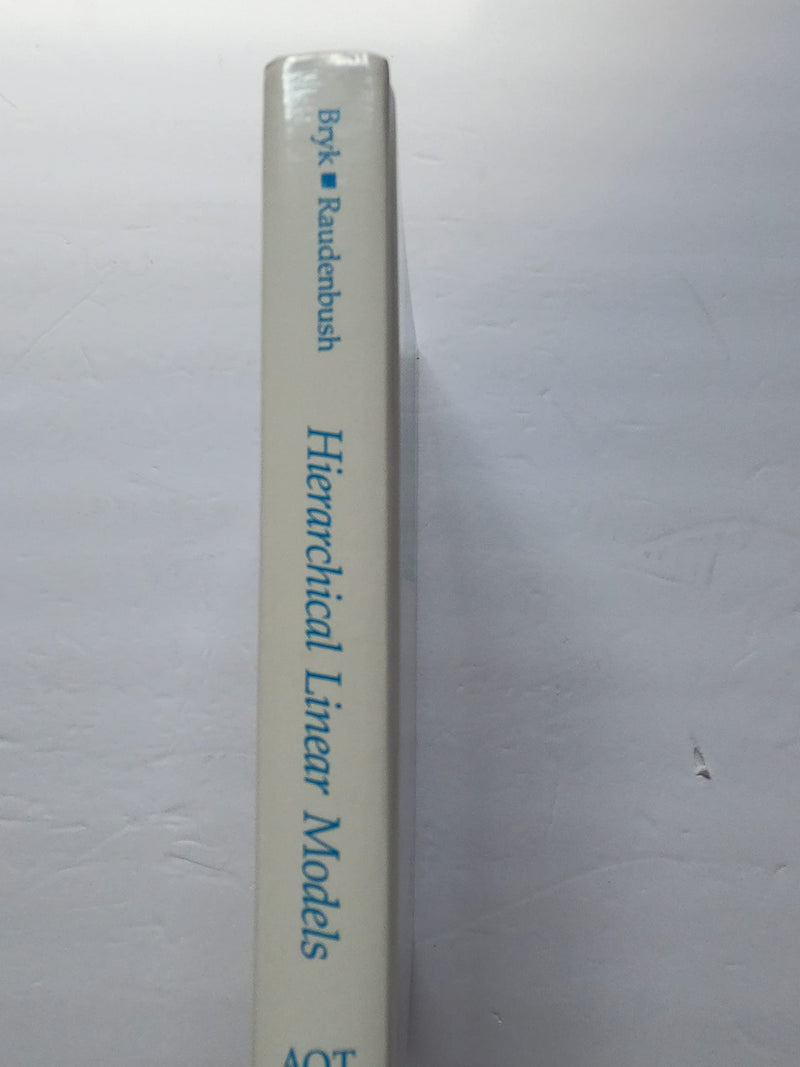 Bryk ■ Raudenbush
Hierarchical Linear Models